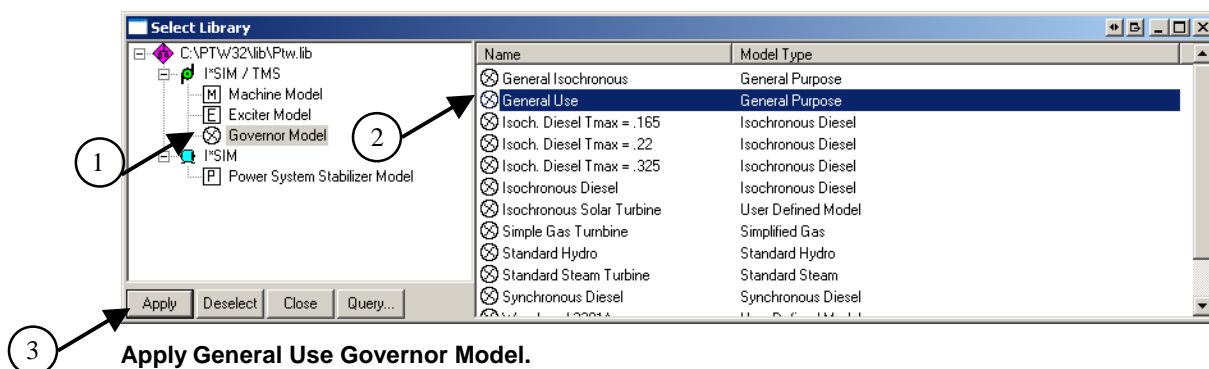 Select Library
C:\PTW32\lib\Ptw.lib
I*SIM / TMS
M Machine Model
E Exciter Model
Governor Model
I*SIM
P Power System Stabilizer Model
Apply Deselect Close Query...
Name Model Type
General Isochronous General Purpose
General Use General Purpose
Isoch. Diesel Tmax = .165 Isochronous Diesel
Isoch. Diesel Tmax = .22 Isochronous Diesel
Isoch. Diesel Tmax = .325 Isochronous Diesel
Isochronous Diesel Isochronous Diesel
Isochronous Solar Turbine User Defined Model
Simple Gas Turnbine Simplified Gas
Standard Hydro Standard Hydro
Standard Steam Turbine Standard Steam
Synchronous Diesel Synchronous Diesel
1
2
3
Apply General Use Governor Model.